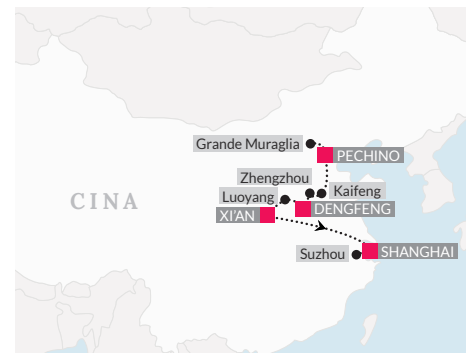 Grande Muraglia
PECHINO
Zhengzhou
Kaifeng
Luoyang
CINA
XI'AN
DENGFENG
Suzhou
SHANGHAI